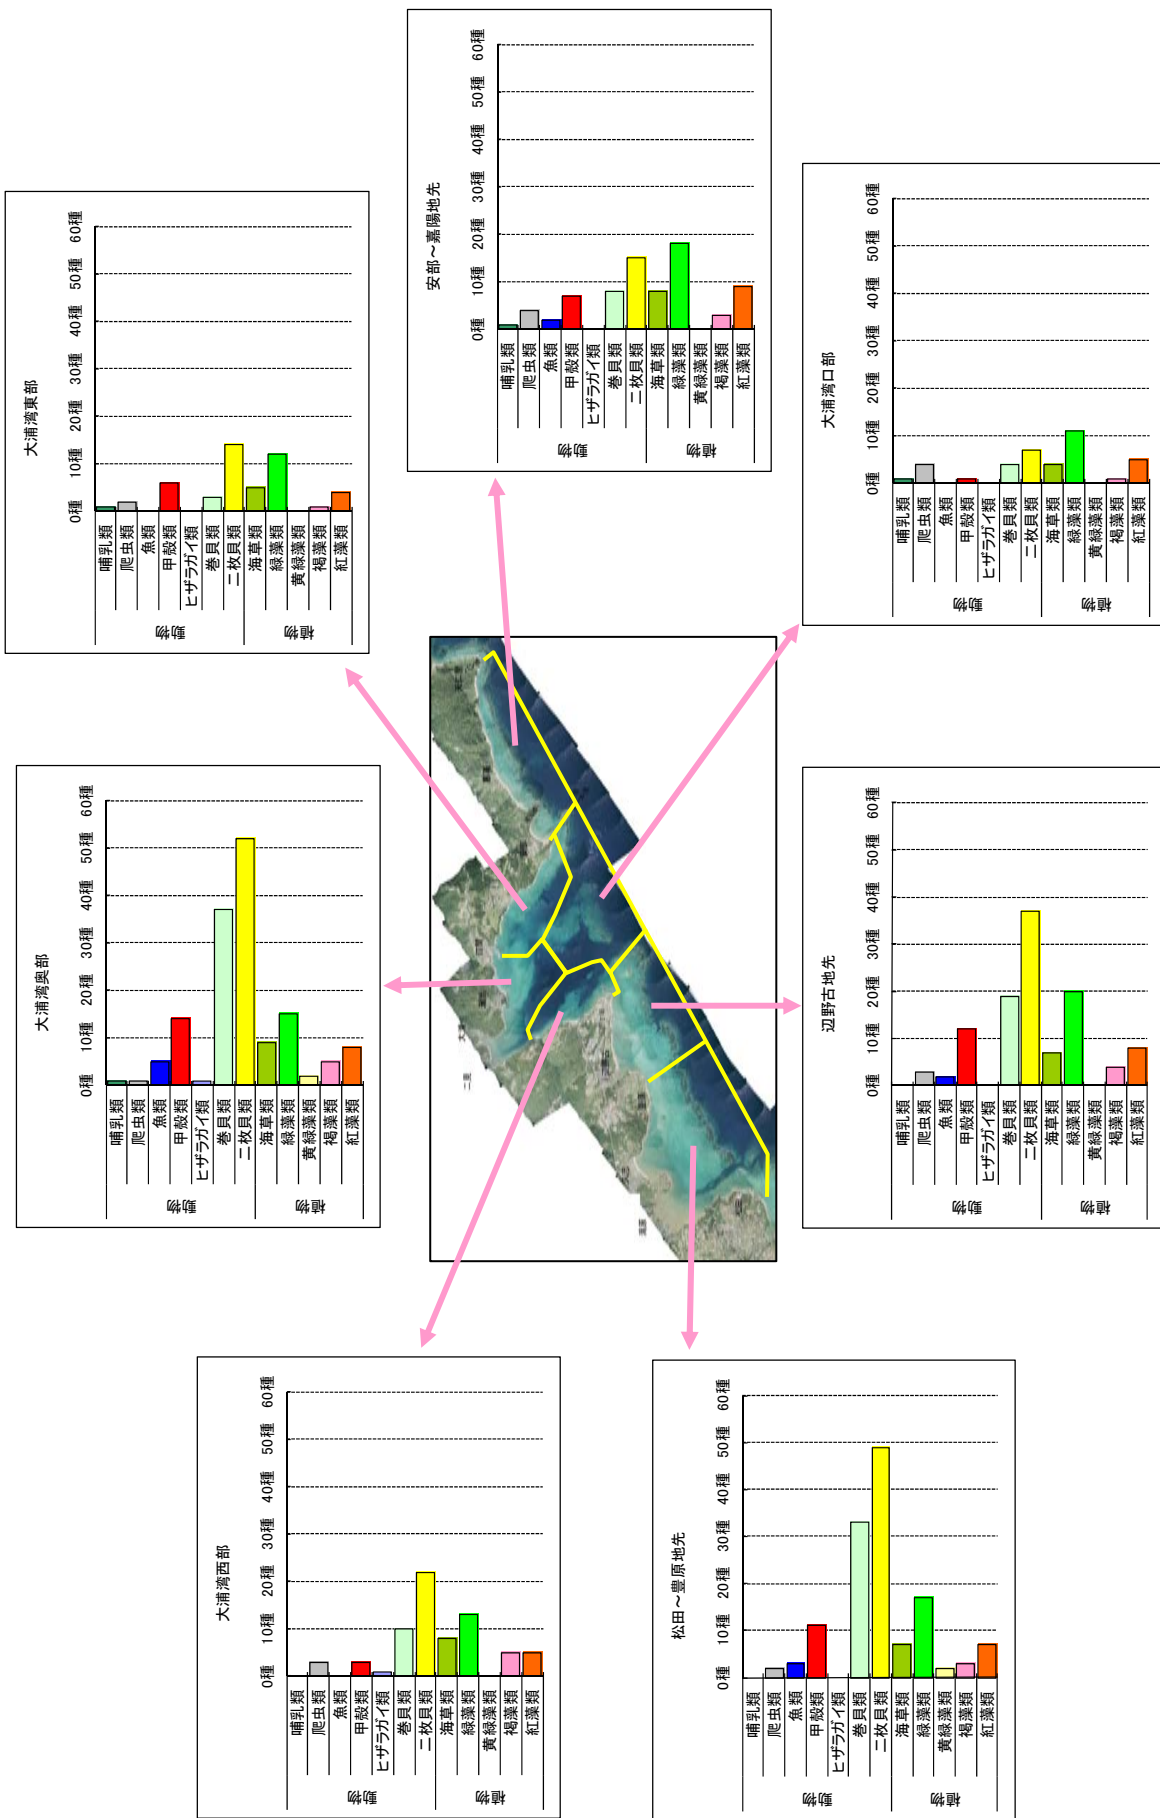 安部～嘉陽地先
0種
10種
20種
30種
40種
50種
60種
哺乳類
爬虫類
魚類
甲殻類
ヒザラガイ類
巻貝類
二枚貝類
海草類
緑藻類
黄緑藻類
褐藻類
紅藻類
動物
植物
大浦湾東部
0種
10種
20種
30種
40種
50種
60種
哺乳類
爬虫類
魚類
甲殻類
ヒザラガイ類
巻貝類
二枚貝類
海草類
緑藻類
黄緑藻類
褐藻類
紅藻類
動物
植物
大浦湾口部
0種
10種
20種
30種
40種
50種
60種
哺乳類
爬虫類
魚類
甲殻類
ヒザラガイ類
巻貝類
二枚貝類
海草類
緑藻類
黄緑藻類
褐藻類
紅藻類
動物
植物
大浦湾奥部
0種
10種
20種
30種
40種
50種
60種
哺乳類
爬虫類
魚類
甲殻類
ヒザラガイ類
巻貝類
二枚貝類
海草類
緑藻類
黄緑藻類
褐藻類
紅藻類
動物
植物
辺野古地先
0種
10種
20種
30種
40種
50種
60種
哺乳類
爬虫類
魚類
甲殻類
ヒザラガイ類
巻貝類
二枚貝類
海草類
緑藻類
黄緑藻類
褐藻類
紅藻類
動物
植物
大浦湾西部
0種
10種
20種
30種
40種
50種
60種
哺乳類
爬虫類
魚類
甲殻類
ヒザラガイ類
巻貝類
二枚貝類
海草類
緑藻類
黄緑藻類
褐藻類
紅藻類
動物
植物
松田～豊原地先
0種
10種
20種
30種
40種
50種
60種
哺乳類
爬虫類
魚類
甲殻類
ヒザラガイ類
巻貝類
二枚貝類
海草類
緑藻類
黄緑藻類
褐藻類
紅藻類
動物
植物